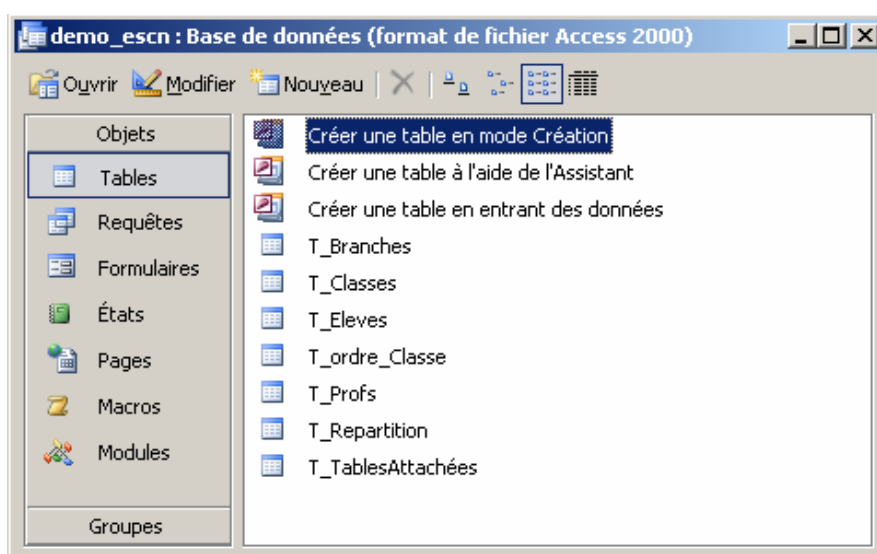 demo_escn : Base de données (format de fichier Access 2000)
Ouvrir Modifier Nouveau
Objets
Tables
Requêtes
Formulaires
États
Pages
Macros
Modules
Groupes
Créer une table en mode Création
Créer une table à l'aide de l'Assistant
Créer une table en entrant des données
T_Branches
T_Classes
T_Eleves
T_ordre_Classe
T_Profs
T_Repartition
T_TablesAttachées